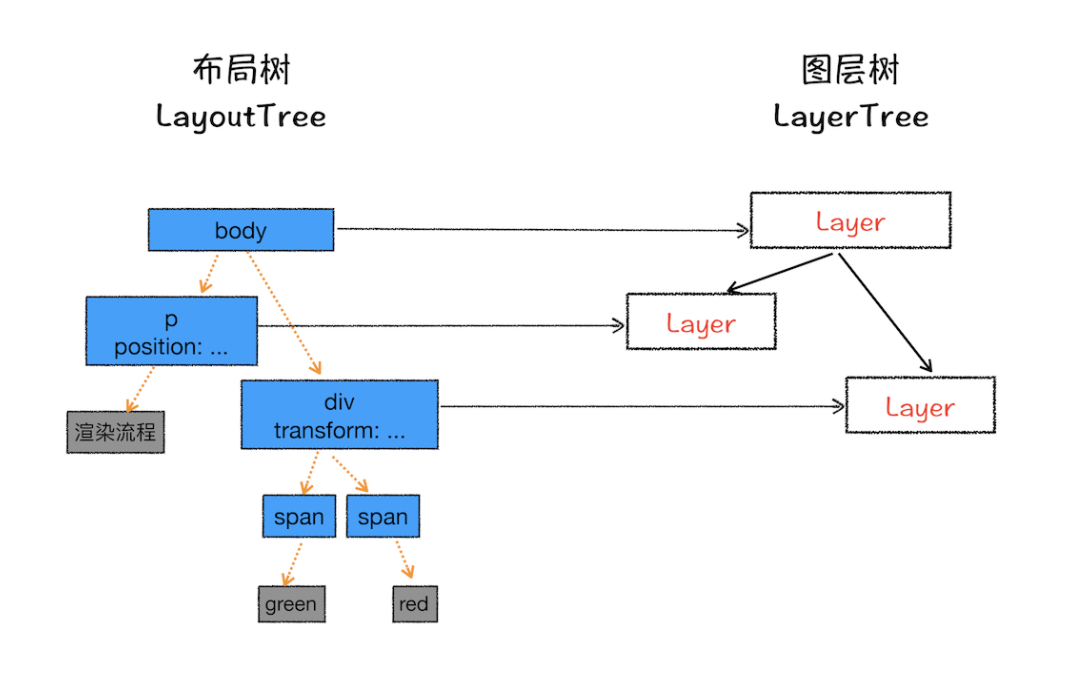 布局树
LayoutTree
图层树
LayerTree
body
Layer
p
position: ...
Layer
div
transform: ...
Layer
渲染流程
span
span
green
red